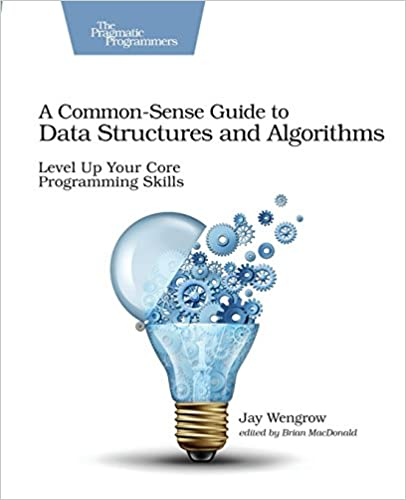 The
Pragmatic
Programmers
A Common-Sense Guide to
Data Structures and Algorithms
Level Up Your Core
Programming Skills
Jay Wengrow
edited by Brian MacDonald